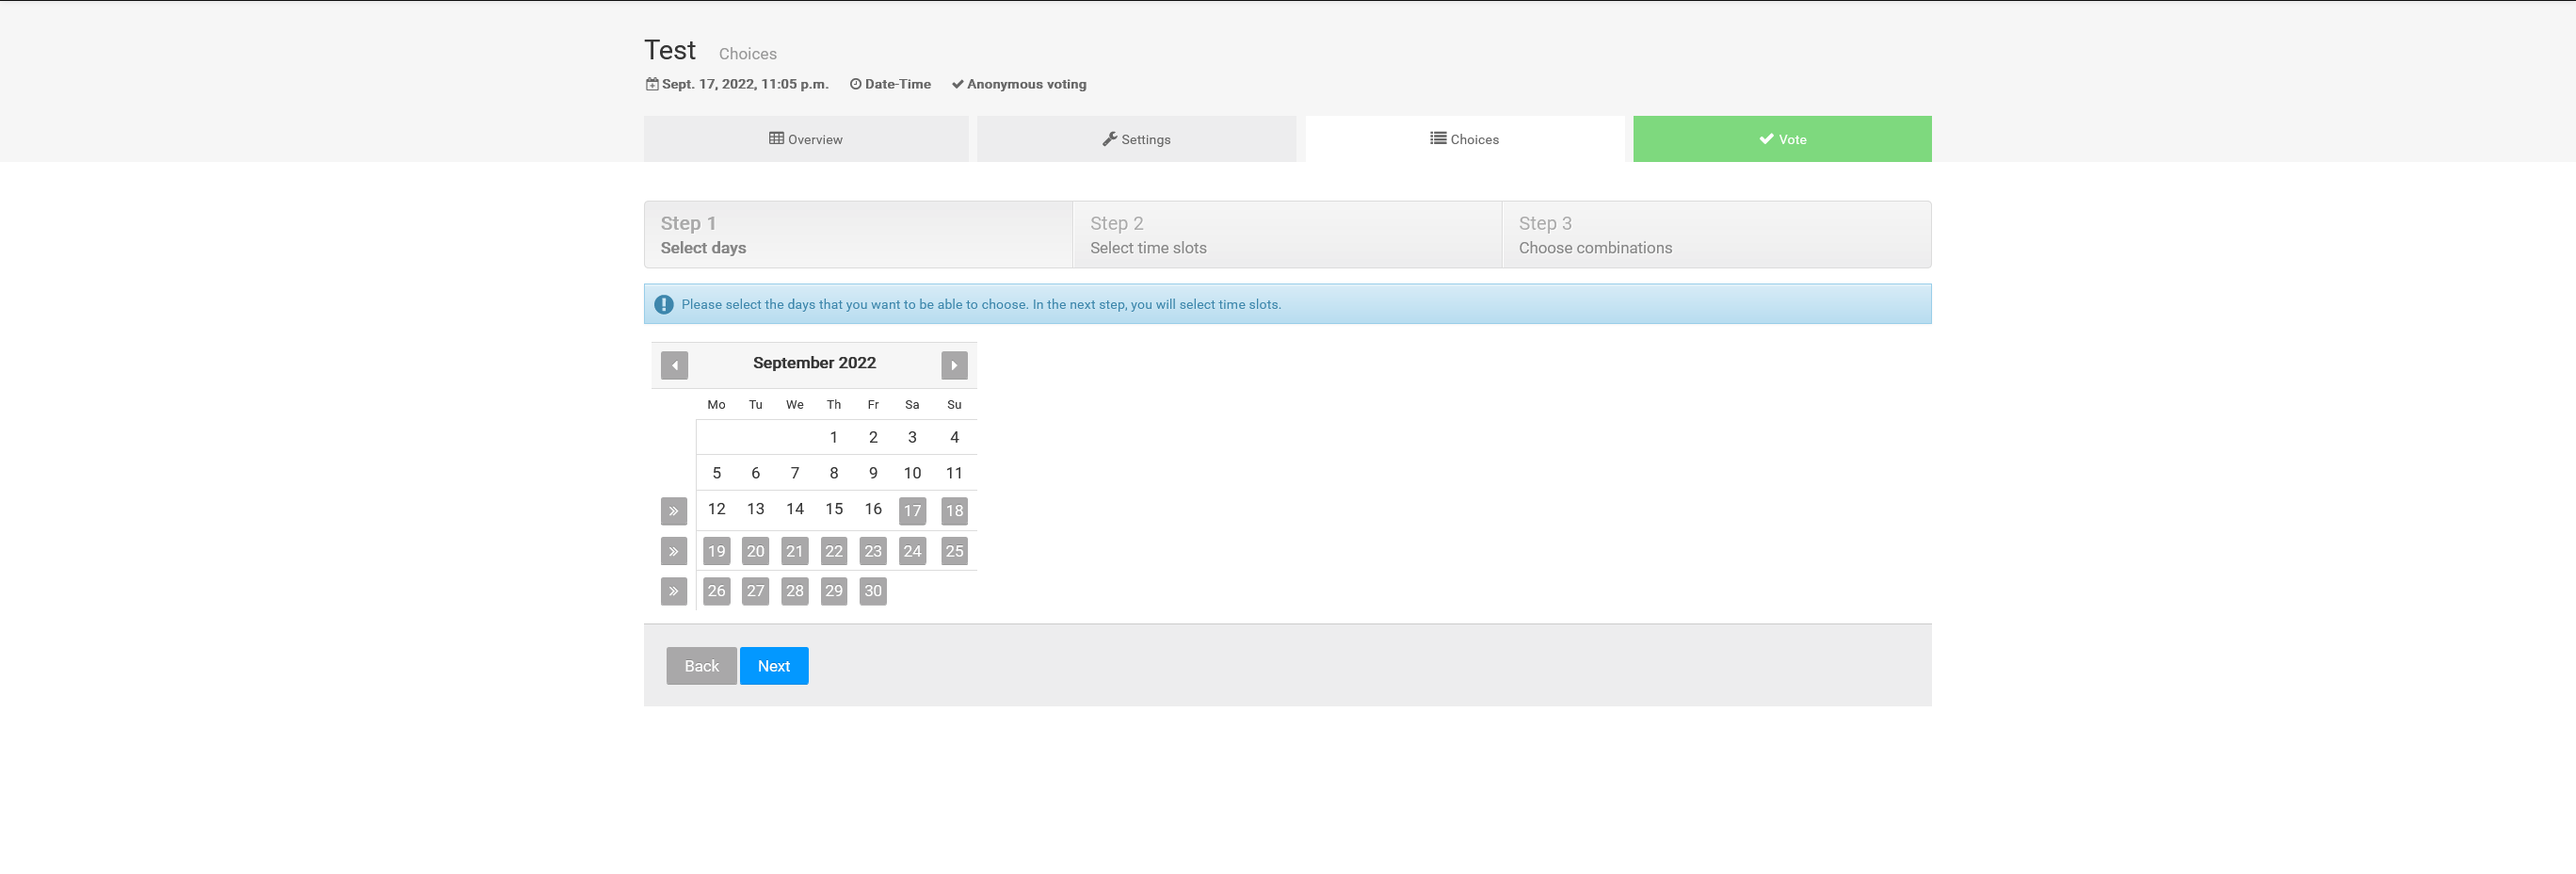 Test Choices
Sept. 17, 2022, 11:05 p.m. Date-Time Anonymous voting
Overview Settings Choices Vote
Step 1 Step 2 Step 3
Select days Select time slots Choose combinations
Please select the days that you want to be able to choose. In the next step, you will select time slots.
September 2022
Mo Tu We Th Fr Sa Su
1 2 3 4
5 6 7 8 9 10 11
12 13 14 15 16 17 18
19 20 21 22 23 24 25
26 27 28 29 30
Back Next